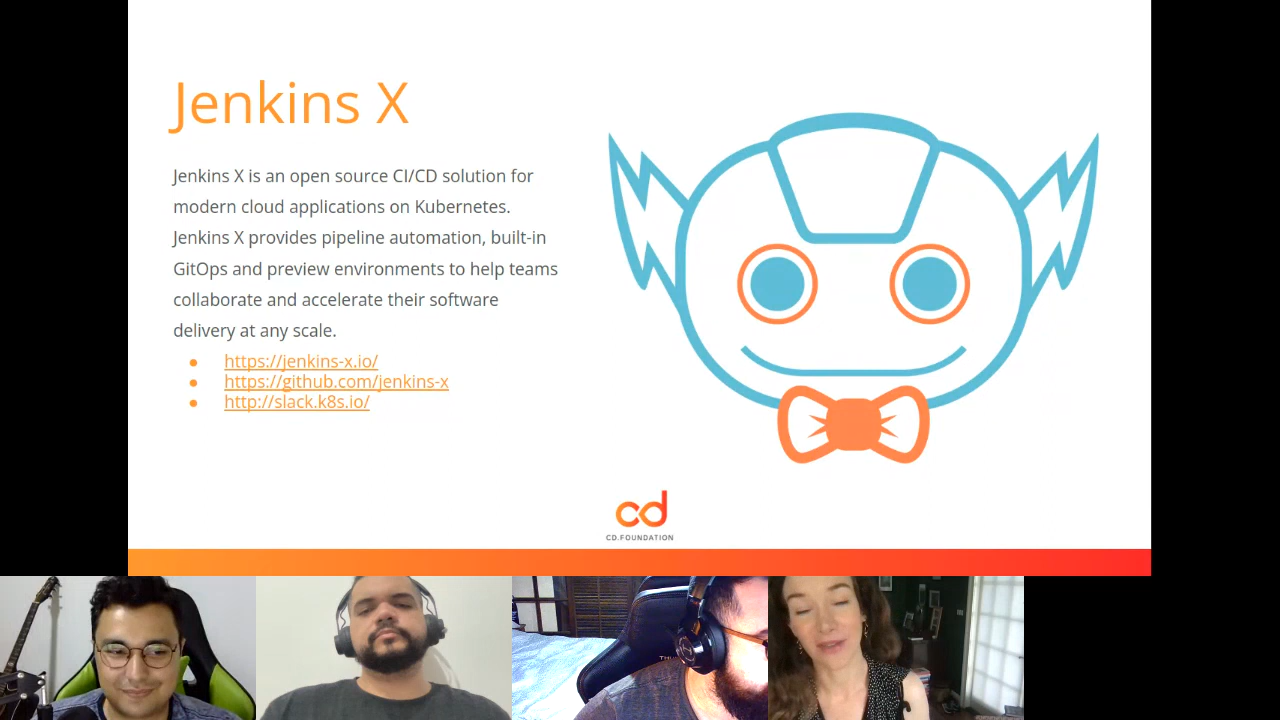 Jenkins X
Jenkins X is an open source CI/CD solution for
modern cloud applications on Kubernetes.
Jenkins X provides pipeline automation, built-in
GitOps and preview environments to help teams
collaborate and accelerate their software
delivery at any scale.
https://jenkins-x.io/
https://github.com/jenkins-x
http://slack.k8s.io/
cd
CD.FOUNDATION